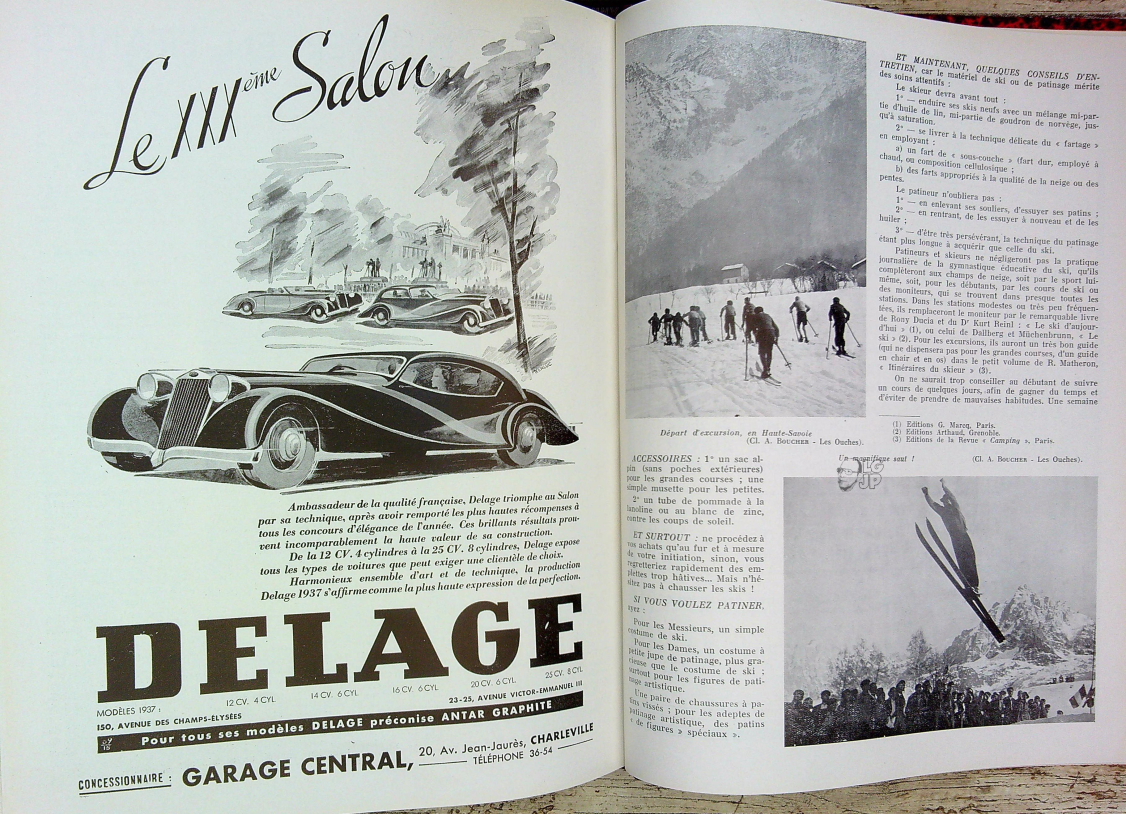 Le XXXème Salon
Ambassadeur de la qualité française, Delage triomphe au Salon
par sa technique, après avoir remporté les plus hautes récompenses à
tous les concours d'élégance de l'année. Ces brillants résultats prou-
vent incomparablement la haute valeur de sa construction.
De la 12 CV. 4 cylindres à la 25 CV. 8 cylindres, Delage expose
tous les types de voitures que peut exiger une clientèle de choix.
Harmonieux ensemble d'art et de technique, la production
Delage 1937 s'affirme comme la plus haute expression de la perfection.
DELAGE
MODÈLES 1937 : 12 CV. 4 CYL. 14 CV. 6 CYL. 16 CV. 6 CYL. 20 CV. 6 CYL. 25 CV. 8 CYL
150, AVENUE DES CHAMPS-ELYSÉES 23-25, AVENUE VICTOR-EMMANUEL III
Pour tous ses modèles DELAGE préconise ANTAR GRAPHITE
CONCESSIONNAIRE : GARAGE CENTRAL, 20, Av. Jean-Jaurès, CHARLEVILLE
TÉLÉPHONE 36-54
Départ d'excursion, en Haute-Savoie
(Cl. A. BOUCHER - Les Ouches).
ACCESSOIRES : 1° un sac al-
pin (sans poches extérieures)
pour les grandes courses ; une
simple musette pour les petites.
2° un tube de pommade à la
lanoline ou au blanc de zinc,
contre les coups de soleil.
ET SURTOUT : ne procédez à
vos achats qu'au fur et à mesure
de votre initiation, sinon, vous
regretteriez rapidement des em-
plettes trop hâtives... Mais n'hé-
sitez pas à chausser les skis !
SI VOUS VOULEZ PATINER,
ayez :
Pour les Messieurs, un simple
costume de ski.
Pour les Dames, un costume à
petite jupe de patinage, plus gra-
cieuse que le costume de ski ;
surtout pour les figures de pati-
nage artistique.
Une paire de chaussures à pa-
tins vissés ; pour les adeptes de
patinage artistique, des patins
« de figures » spéciaux ».
ET MAINTENANT, QUELQUES CONSEILS D'EN-
TRETIEN, car le matériel de ski ou de patinage mérite
des soins attentifs :
Le skieur devra avant tout :
1° — enduire ses skis neufs avec un mélange mi-par-
tie d'huile de lin, mi-partie de goudron de norvège, jus-
qu'à saturation.
2° — se livrer à la technique délicate du « fartage »
en employant :
a) un fart de « sous-couche » (fart dur, employé à
chaud, ou composition cellulosique ;
b) des farts appropriés à la qualité de la neige ou des
pentes.
Le patineur n'oubliera pas :
1° — en enlevant ses souliers, d'essuyer ses patins ;
2° — en rentrant, de les essuyer à nouveau et de les
huiler ;
3° — d'être très persévérant, la technique du patinage
étant plus longue à acquérir que celle du ski.
Patineurs et skieurs ne négligeront pas la pratique
journalière de la gymnastique éducative du ski, qu'ils
compléteront aux champs de neige, soit par le sport lui-
même, soit, pour les débutants, par les cours de ski ou
des moniteurs, qui se trouvent dans presque toutes les
stations. Dans les stations modestes ou très peu fréquen-
tées, ils remplaceront le moniteur par le remarquable livre
de Rony Ducia et du Dr Kurt Reinl : « Le ski d'aujour-
d'hui » (1), ou celui de Dallberg et Müchenbrunn, « Le
ski » (2). Pour les excursions, ils auront un très bon guide
(qui ne dispensera pas pour les grandes courses, d'un guide
en chair et en os) dans le petit volume de R. Matheron,
« Itinéraires du skieur » (3).
On ne saurait trop conseiller au débutant de suivre
un cours de quelques jours, afin de gagner du temps et
d'éviter de prendre de mauvaises habitudes. Une semaine
(1) Editions G. Marcq, Paris.
(2) Editions Arthaud, Grenoble.
(3) Editions de la Revue « Camping », Paris.
Un magnifique saut ! (Cl. A. BOUCHER - Les Ouches).
LG
JP